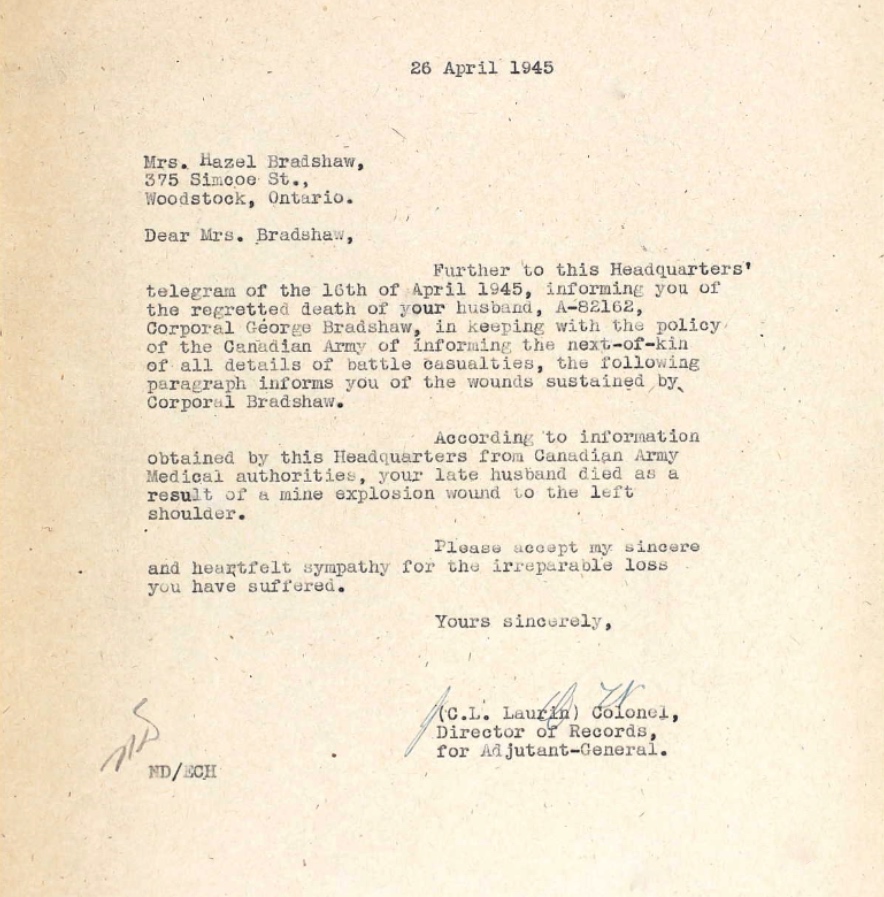 26 April 1945
Mrs. Hazel Bradshaw,
375 Simcoe St.,
Woodstock, Ontario.
Dear Mrs. Bradshaw,
Further to this Headquarters'
telegram of the 16th of April 1945, informing you of
the regretted death of your husband, A-82162,
Corporal George Bradshaw, in keeping with the policy
of the Canadian Army of informing the next-of-kin
of all details of battle casualties, the following
paragraph informs you of the wounds sustained by
Corporal Bradshaw.
According to information
obtained by this Headquarters from Canadian Army
Medical authorities, your late husband died as a
result of a mine explosion wound to the left
shoulder.
Please accept my sincere
and heartfelt sympathy for the irreparable loss
you have suffered.
Yours sincerely,
(C.L. Laurin) Colonel,
Director of Records,
for Adjutant-General.
ND/ECH